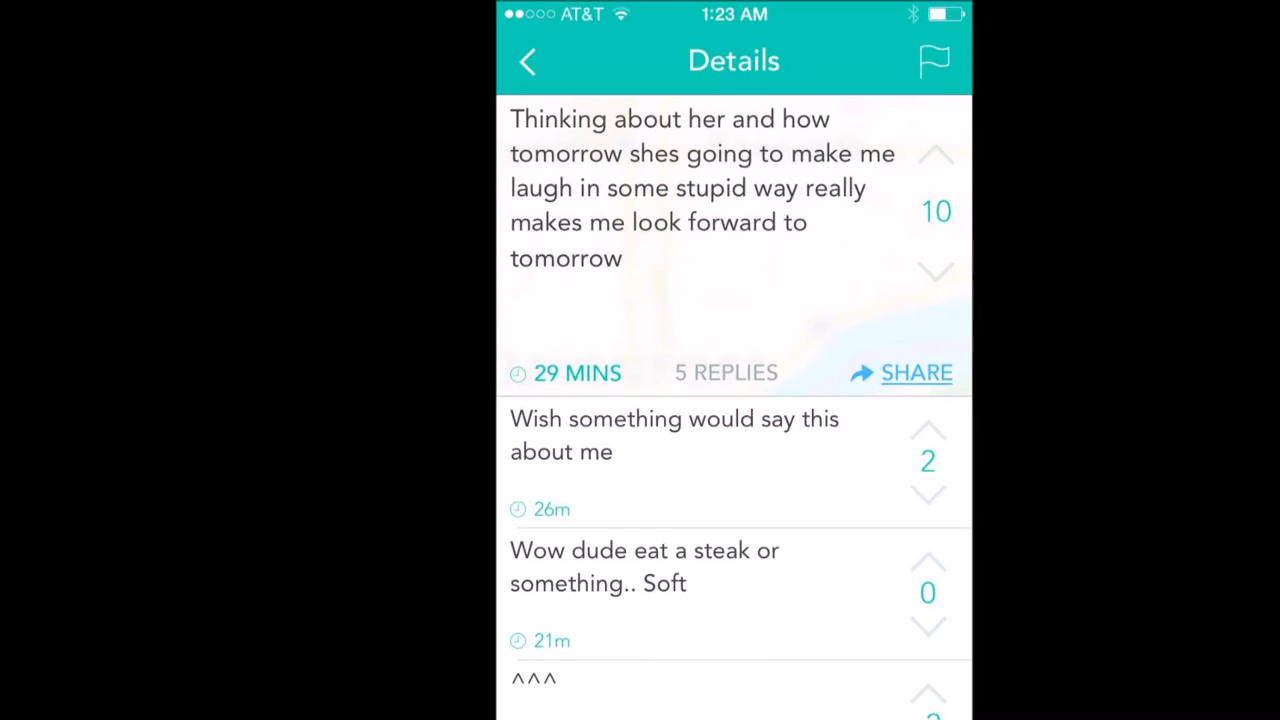 AT&T 1:23 AM
Details
Thinking about her and how
tomorrow shes going to make me
laugh in some stupid way really
makes me look forward to
tomorrow
10
29 MINS 5 REPLIES SHARE
Wish something would say this
about me
2
26m
Wow dude eat a steak or
something.. Soft
0
21m
^^^